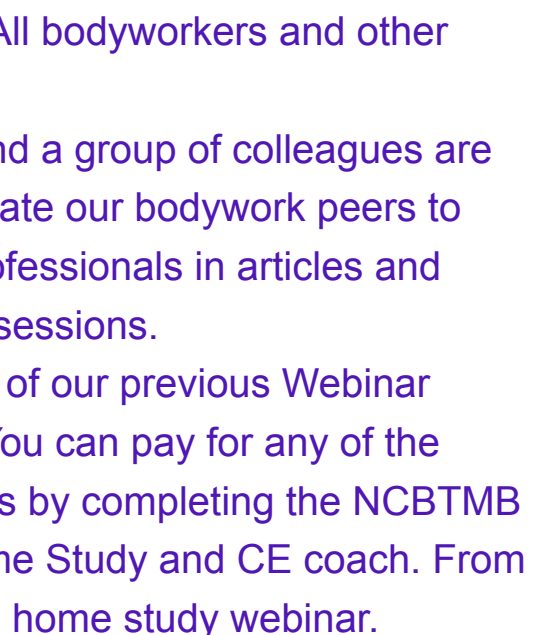 All bodyworkers and other
nd a group of colleagues are
ate our bodywork peers to
ofessionals in articles and
sessions.
of our previous Webinar
You can pay for any of the
s by completing the NCBTMB
ne Study and CE coach. From
home study webinar.